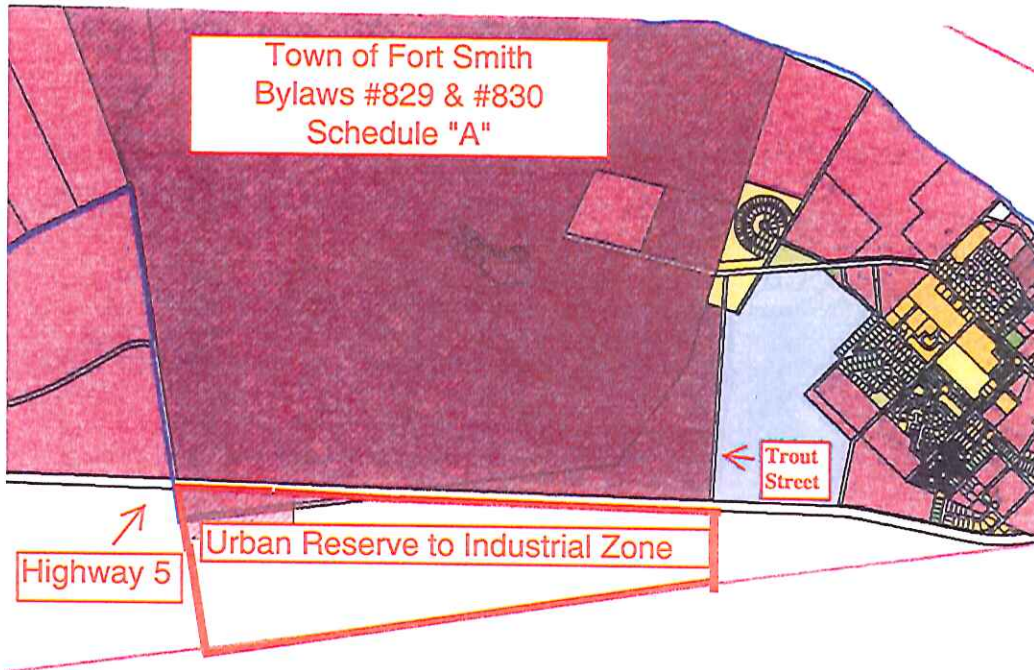 Town of Fort Smith
Bylaws #829 & #830
Schedule "A"
Trout
Street
Urban Reserve to Industrial Zone
Highway 5